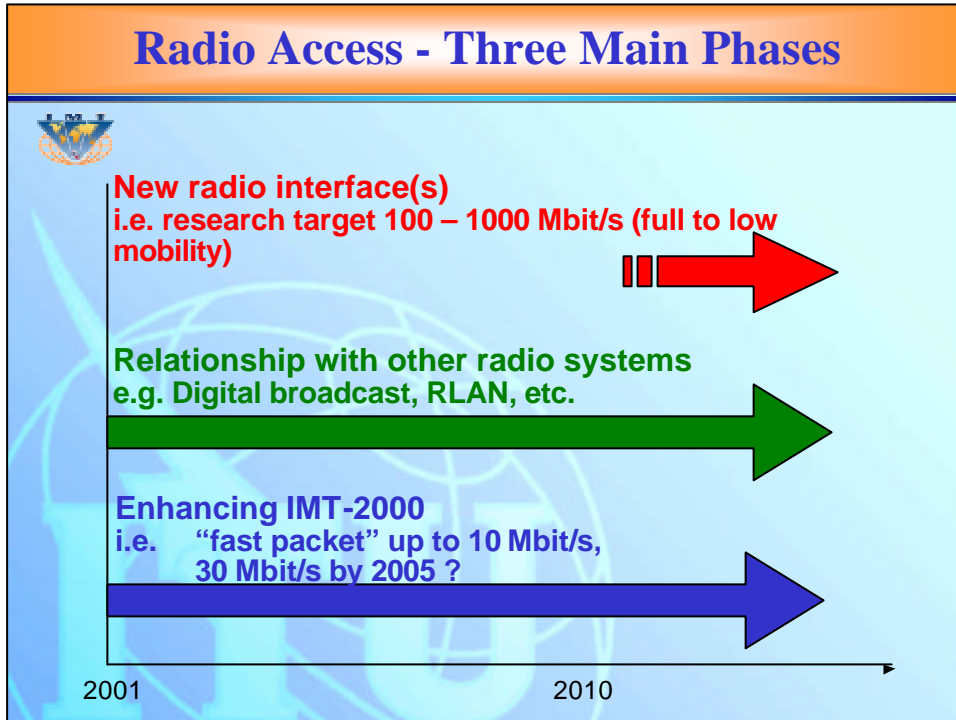 Radio Access - Three Main Phases
New radio interface(s)
i.e. research target 100 – 1000 Mbit/s (full to low
mobility)
Relationship with other radio systems
e.g. Digital broadcast, RLAN, etc.
Enhancing IMT-2000
i.e. “fast packet” up to 10 Mbit/s,
30 Mbit/s by 2005 ?
2001 2010
ITU